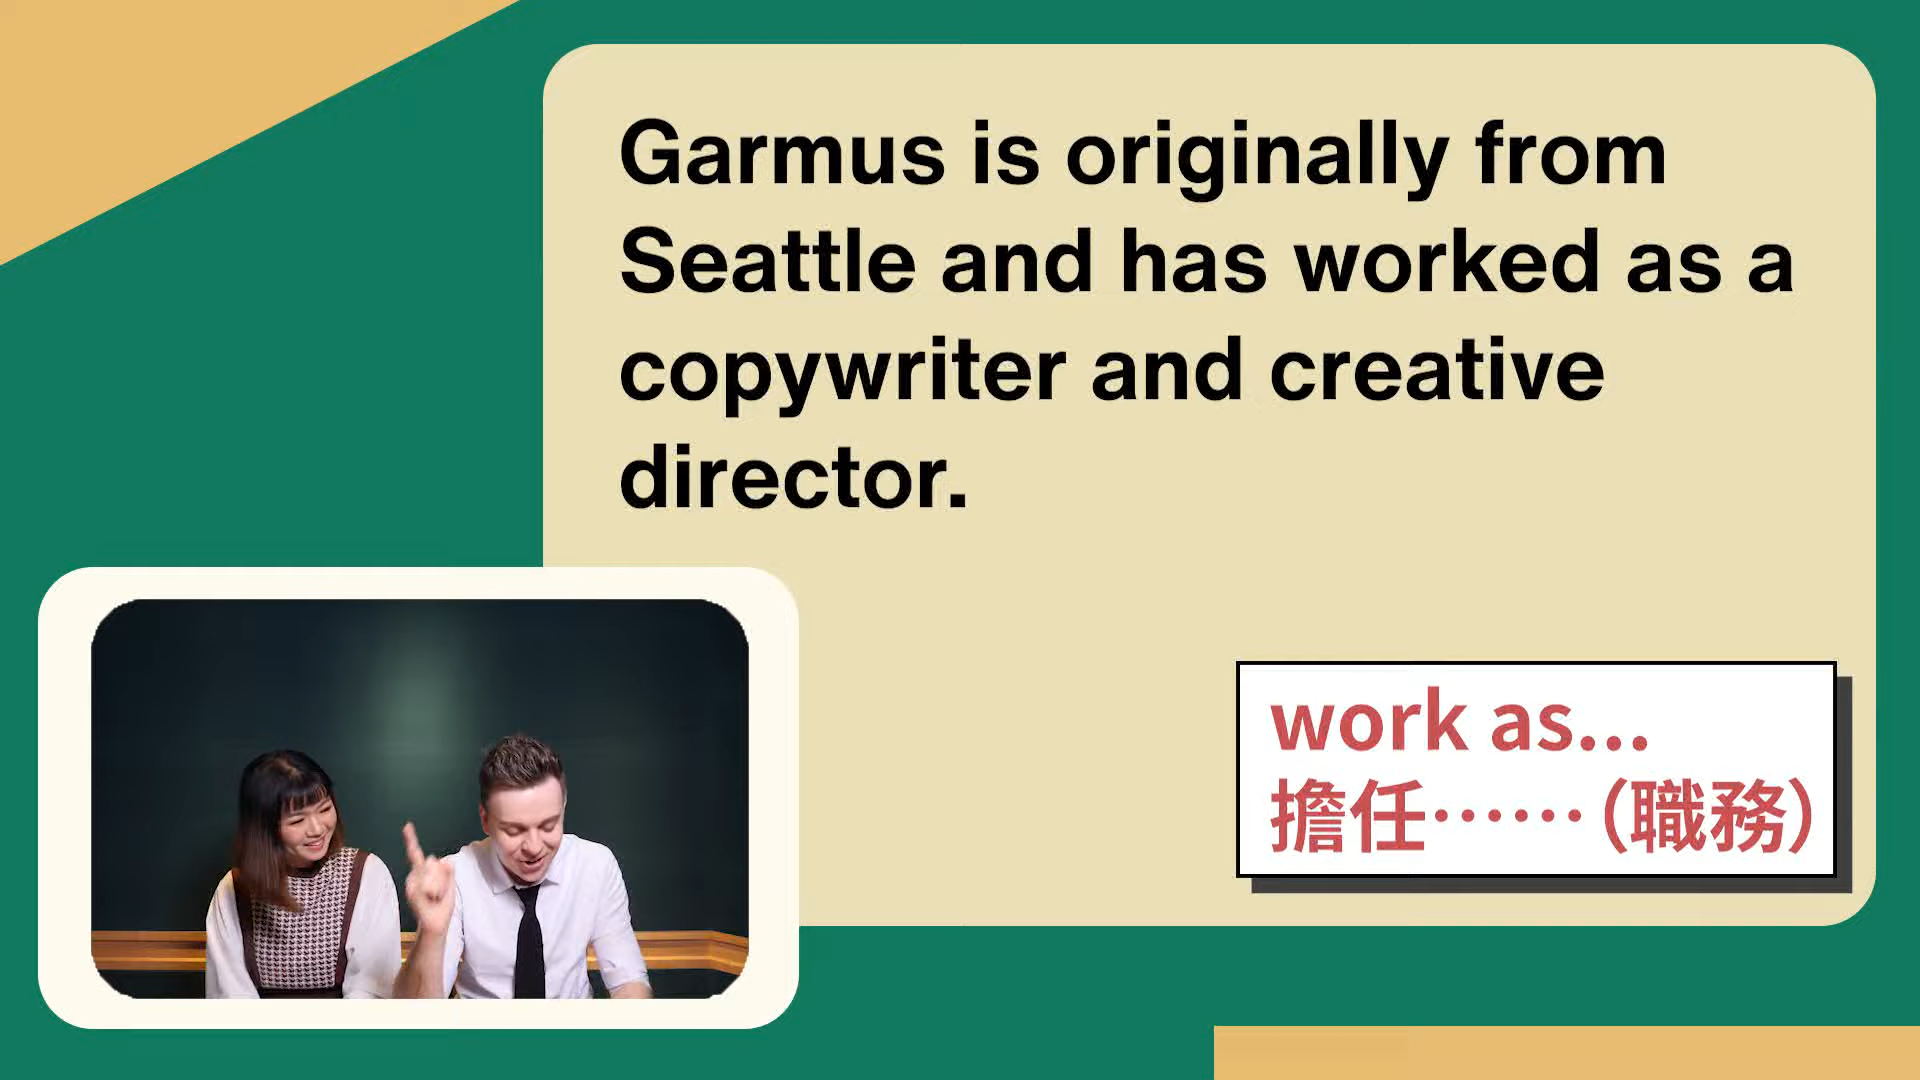 Garmus is originally from
Seattle and has worked as a
copywriter and creative
director.
work as...
擔任⋯⋯(職務)